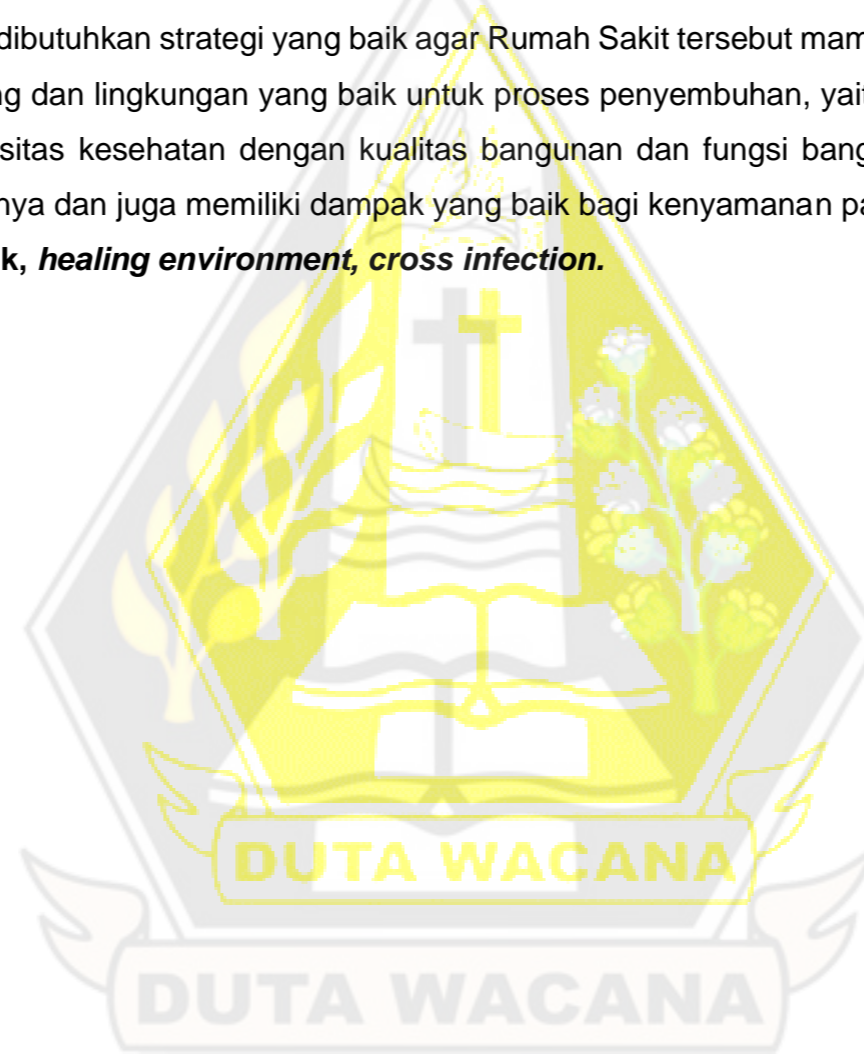 dibutuhkan strategi yang baik agar Rumah Sakit tersebut mam
g dan lingkungan yang baik untuk proses penyembuhan, yait
sitas kesehatan dengan kualitas bangunan dan fungsi bang
nya dan juga memiliki dampak yang baik bagi kenyamanan pa
k, healing environment, cross infection.
DUTA WACANA
DUTA WACANA